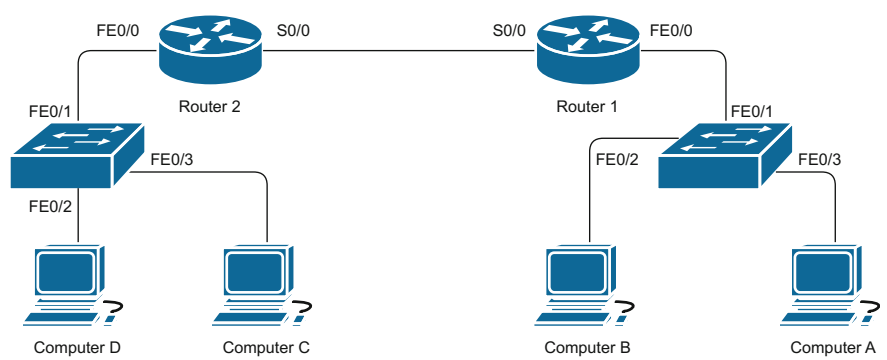 FE0/0
S0/0
S0/0
FE0/0
Router 2
Router 1
FE0/1
FE0/1
FE0/3
FE0/2
FE0/3
FE0/2
Computer D
Computer C
Computer B
Computer A